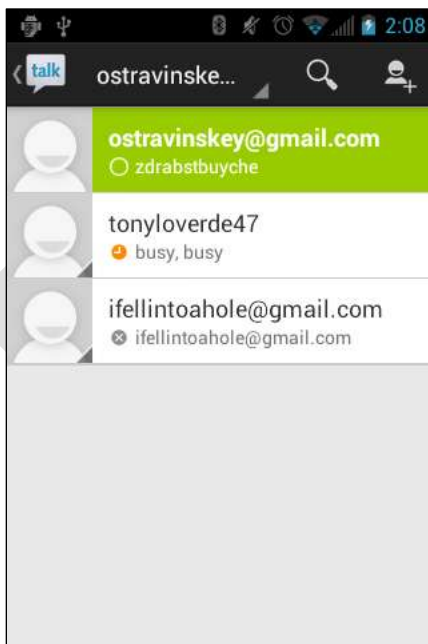 2:08
talk
ostravinske...
ostravinskey@gmail.com
zdrabstbuyche
tonyloverde47
busy, busy
ifellintoahole@gmail.com
ifellintoahole@gmail.com